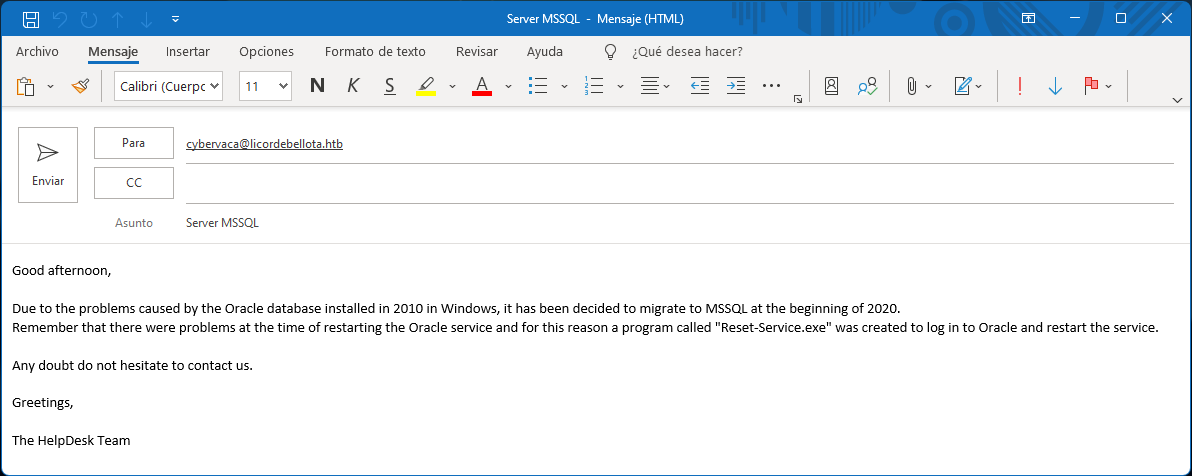 Server MSSQL - Mensaje (HTML)
Archivo Mensaje Insertar Opciones Formato de texto Revisar Ayuda ¿Qué desea hacer?
Calibri (Cuerpo 11 N K S A
Enviar
Para cybervaca@licordebellota.htb
CC
Asunto Server MSSQL
Good afternoon,
Due to the problems caused by the Oracle database installed in 2010 in Windows, it has been decided to migrate to MSSQL at the beginning of 2020.
Remember that there were problems at the time of restarting the Oracle service and for this reason a program called "Reset-Service.exe" was created to log in to Oracle and restart the service.
Any doubt do not hesitate to contact us.
Greetings,
The HelpDesk Team